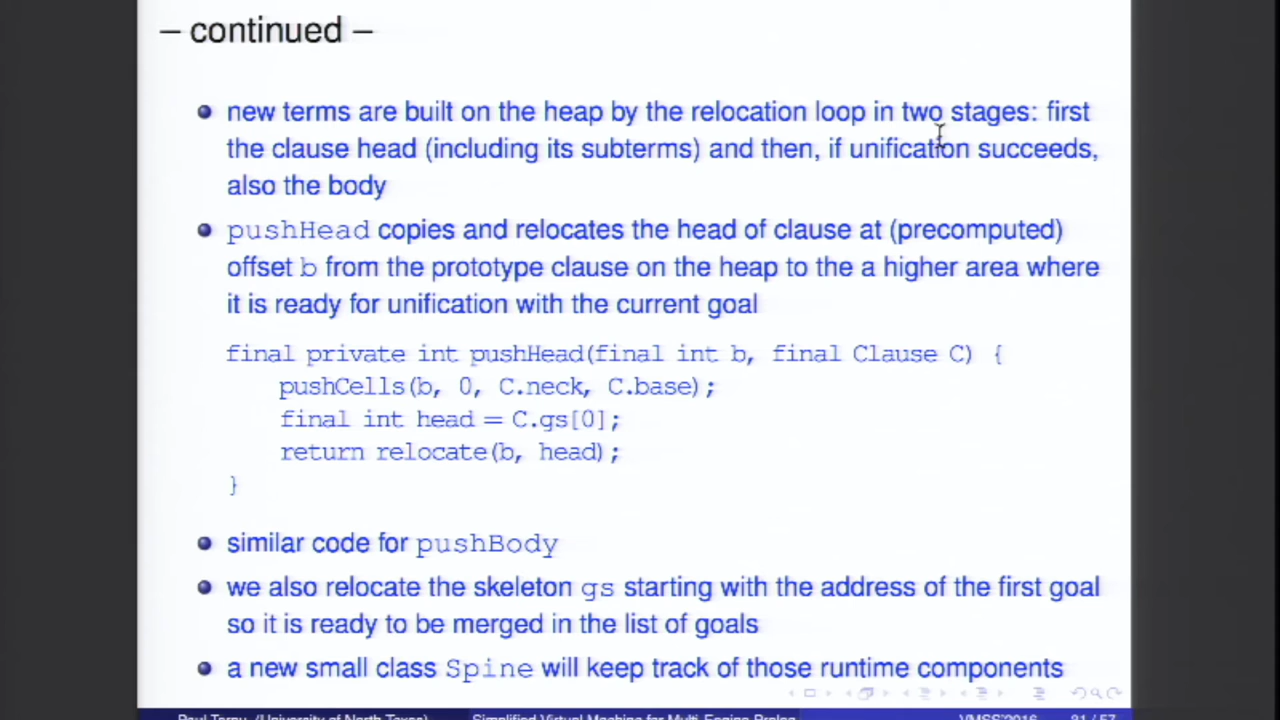 – continued –
new terms are built on the heap by the relocation loop in two stages: first
the clause head (including its subterms) and then, if unification succeeds,
also the body
pushHead copies and relocates the head of clause at (precomputed)
offset b from the prototype clause on the heap to the a higher area where
it is ready for unification with the current goal
final private int pushHead(final int b, final Clause C) {
pushCells(b, 0, C.neck, C.base);
final int head = C.gs[0];
return relocate(b, head);
}
similar code for pushBody
we also relocate the skeleton gs starting with the address of the first goal
so it is ready to be merged in the list of goals
a new small class Spine will keep track of those runtime components
Paul Tarau (University of North Texas) Simplified Virtual Machine for Multi-Engine Prolog VMSS'2016 31 / 57